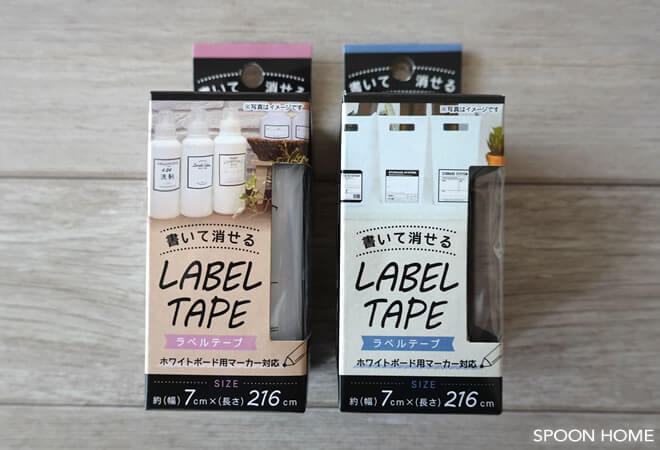 書いて消せる
※写真はイメージです
洗剤
書いて消せる
LABEL
TAPE
ラベルテープ
ホワイトボード用マーカー対応
SIZE
約(幅)7cm×(長さ)216cm
書いて消せる
※写真はイメージです
書いて消せる
LABEL
TAPE
ラベルテープ
ホワイトボード用マーカー対応
SIZE
約(幅)7cm×(長さ)216cm
SPOON HOME